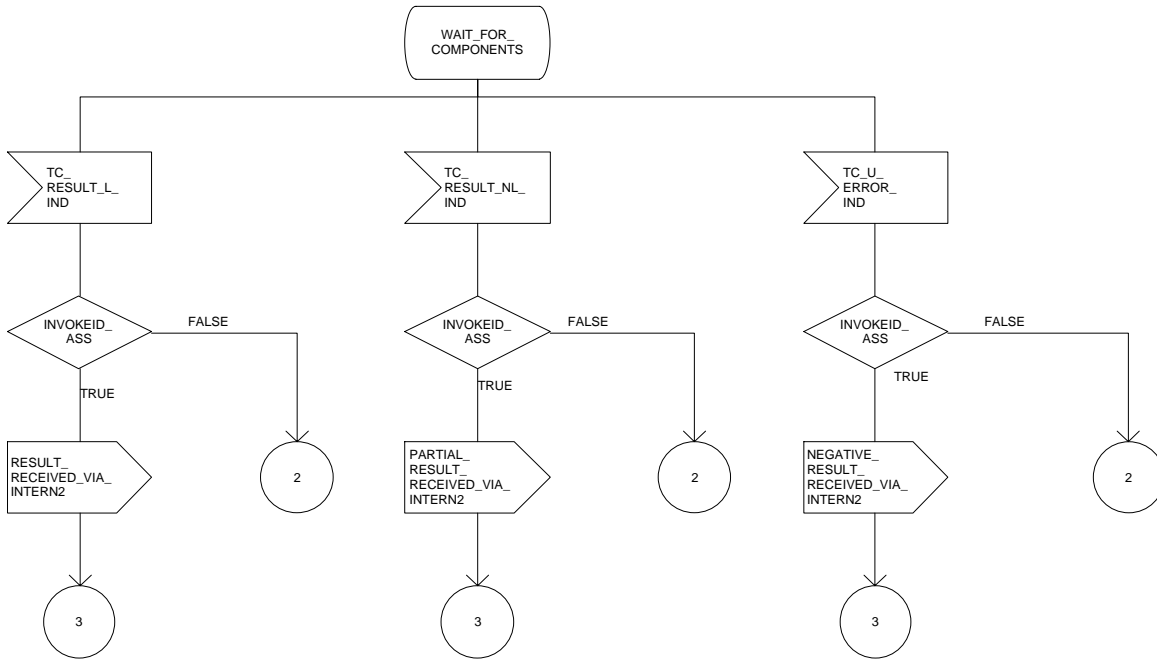 WAIT_FOR_
COMPONENTS
TC_
RESULT_L_
IND
TC_
RESULT_NL_
IND
TC_U_
ERROR_
IND
INVOKEID_
ASS
FALSE
TRUE
INVOKEID_
ASS
FALSE
TRUE
INVOKEID_
ASS
FALSE
TRUE
RESULT_
RECEIVED_VIA_
INTERN2
2
PARTIAL_
RESULT_
RECEIVED_VIA_
INTERN2
2
NEGATIVE_
RESULT_
RECEIVED_VIA_
INTERN2
2
3
3
3